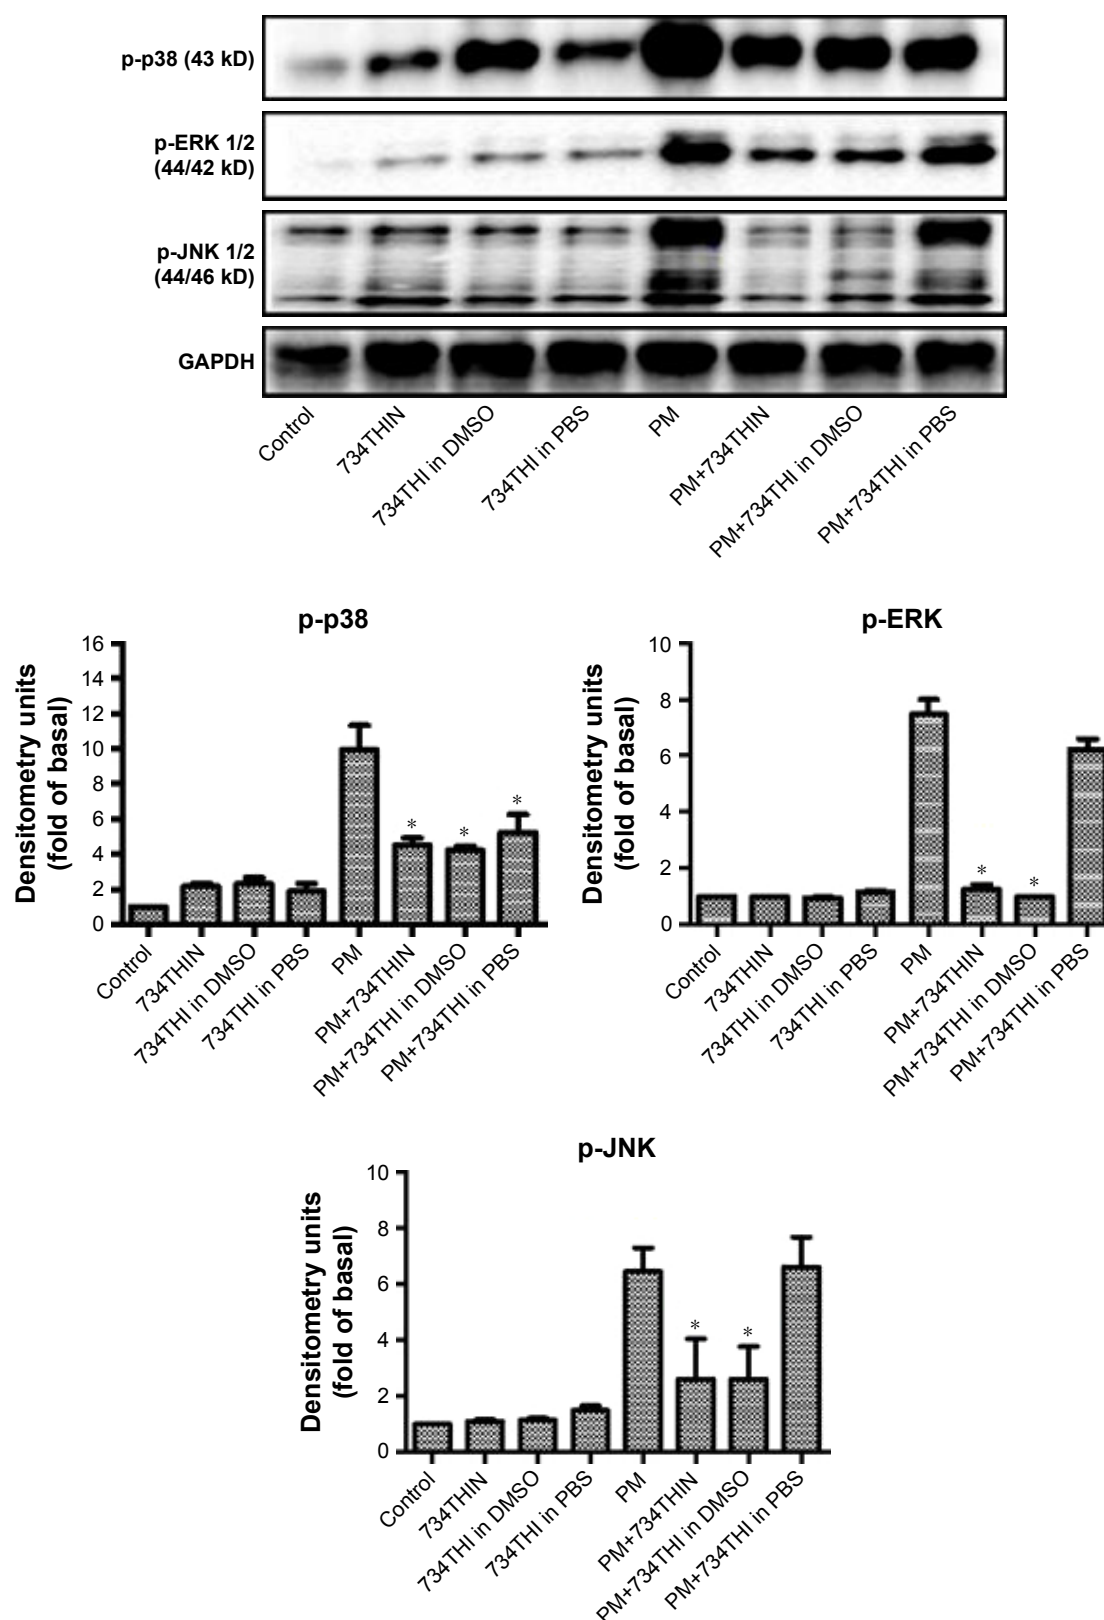 p-p38 (43 kD)
p-ERK 1/2
(44/42 kD)
p-JNK 1/2
(44/46 kD)
GAPDH
Control
734THIN
734THI in DMSO
734THI in PBS
PM
PM+734THIN
PM+734THI in DMSO
PM+734THI in PBS
p-p38
Densitometry units
(fold of basal)
16
14
12
10
8
6
4
2
0
*
*
*
Control
734THIN
734THI in DMSO
734THI in PBS
PM
PM+734THIN
PM+734THI in DMSO
PM+734THI in PBS
p-ERK
Densitometry units
(fold of basal)
10
8
6
4
2
0
*
*
Control
734THIN
734THI in DMSO
734THI in PBS
PM
PM+734THIN
PM+734THI in DMSO
PM+734THI in PBS
p-JNK
Densitometry units
(fold of basal)
10
8
6
4
2
0
*
*
Control
734THIN
734THI in DMSO
734THI in PBS
PM
PM+734THIN
PM+734THI in DMSO
PM+734THI in PBS